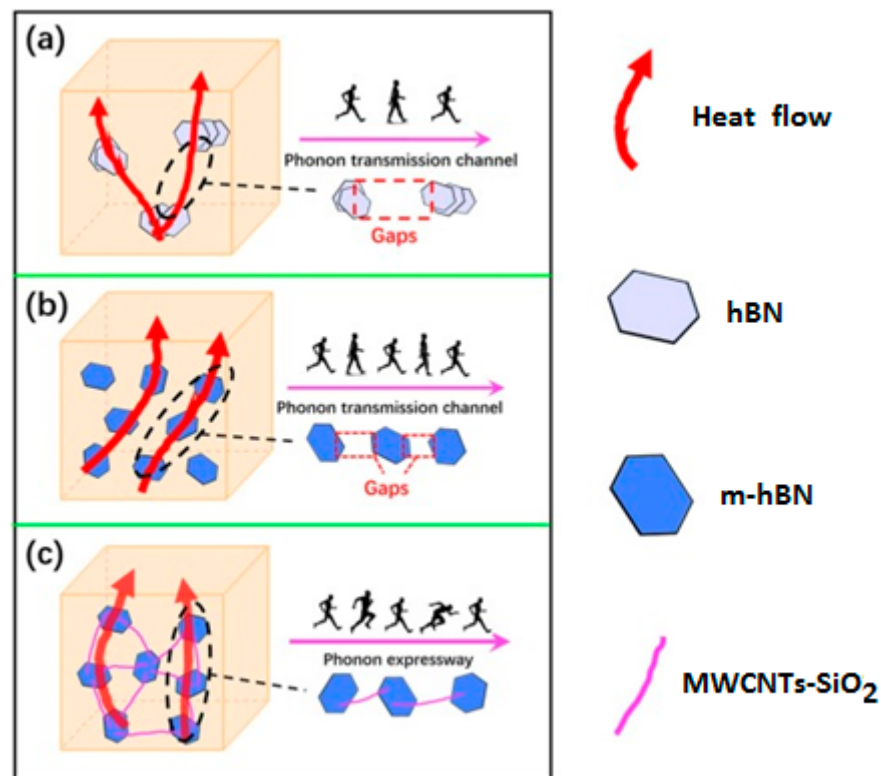 (a)
Phonon transmission channel
Gaps
(b)
Phonon transmission channel
Gaps
(c)
Phonon expressway
Heat flow
hBN
m-hBN
MWCNTs-SiO₂